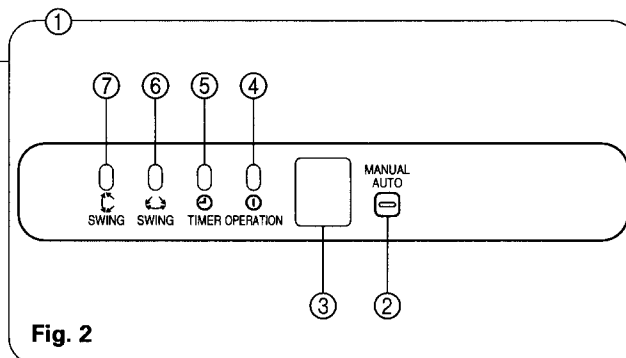 ①
⑦ ⑥ ⑤ ④
MANUAL
AUTO
SWING SWING TIMER OPERATION
③ ②
Fig. 2